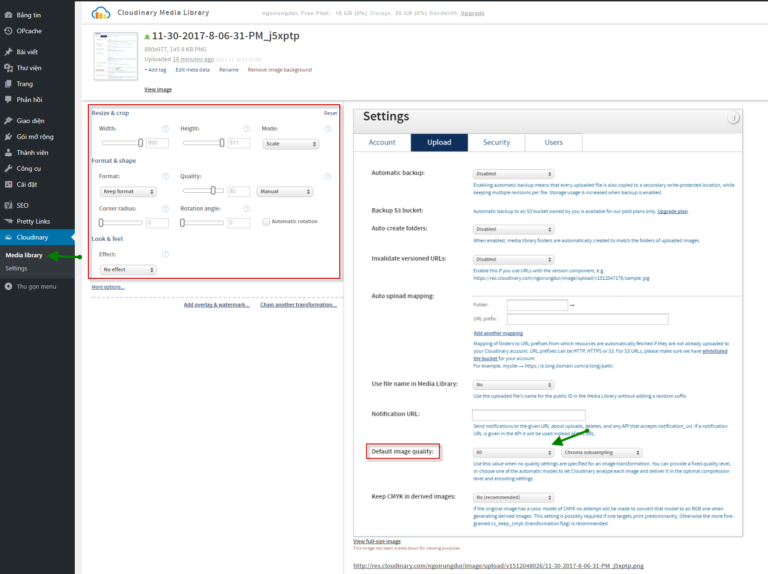 Bảng tin
OPcache
Bài viết
Thư viện
Trang
Phản hồi
Giao diện
Gói mở rộng
Thành viên
Công cụ
Cài đặt
SEO
Pretty Links
Cloudinary
Media library
Settings
Thu gọn menu
Cloudinary Media Library
ngoirungdui, Free Plan: 10 GB (0%) Storage, 20 GB (0%) Bandwidth Upgrade
11-30-2017-8-06-31-PM_j5xptp
890x977, 145.9 KB PNG
Uploaded 19 minutes ago
+ Add tag Edit meta data Rename Remove image background
View image
Resize & crop Reset
Width: Height: Mode:
890 977 Scale
Format & shape
Format: Quality:
Keep format 80 Manual
Corner radius: Rotation angle:
0 0 Automatic rotation
Look & feel
Effect:
No effect
More options...
Add overlay & watermark... Chain another transformation...
Settings
Account Upload Security Users
Automatic backup: Disabled
Enabling automatic backup means that every uploaded file is also copied to a secondary write-protected location, while
keeping multiple revisions per file. Storage usage is increased when backup is enabled.
Backup S3 bucket: Automatic backup to an S3 bucket owned by you is available for our paid plans only. Upgrade plan.
Auto-create folders: Disabled
When enabled, media library folders are automatically created to match the folders of uploaded images.
Invalidate versioned URLs: Disabled
Enable this if you use URLs with the version component, e.g.
https://res.cloudinary.com/ngoirungdui/image/upload/v1512047178/sample.jpg
Auto upload mapping:
Folder: →
URL prefix:
Add another mapping
Mapping of folders to URL prefixes from which resources are automatically fetched if they are not already uploaded to
your Cloudinary account. URL prefixes can be HTTP, HTTPS or S3. For S3 URLs, please make sure we have whitelisted
the bucket for your account.
For example, mysite → https://a.long.domain.com/a/long/path/
Use file name in Media Library: No
Use the uploaded file's name for the public ID in the Media Library without adding a random suffix
Notification URL:
Send notifications to the given URL about uploads, deletes, and any API that accepts notification_url. If a notification
URL is given in the API it will be used instead of this URL.
Default image quality: 80 Chroma subsampling
Use this value when no quality settings are specified for an image transformation. You can provide a fixed quality level,
or choose one of the automatic modes to let Cloudinary analyze each image and deliver it in the optimal compression
level and encoding settings.
Keep CMYK in derived images: No (recommended)
If the original image has a color model of CMYK no attempt will be made to convert that model to an RGB one when
generating derived images. This setting is possibly required if one targets print predominantly. Otherwise the more fine-
grained cs_keep_cmyk (transformation flag) is recommended.
View full-size image
This image has been scaled down for viewing purposes
http://res.cloudinary.com/ngoirungdui/image/upload/v1512048026/11-30-2017-8-06-31-PM_j5xptp.png